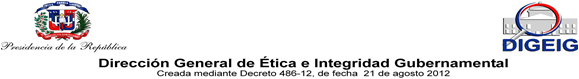 Presidencia de la República
DIGEIG
Dirección General de Ética e Integridad Gubernamental
Creada mediante Decreto 486-12, de fecha 21 de agosto 2012